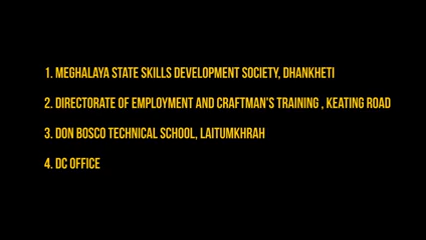 1. MEGHALAYA STATE SKILLS DEVELOPMENT SOCIETY, DHANKHETI
2. DIRECTORATE OF EMPLOYMENT AND CRAFTMAN'S TRAINING , KEATING ROAD
3. DON BOSCO TECHNICAL SCHOOL, LAITUMKHRAH
4. DC OFFICE